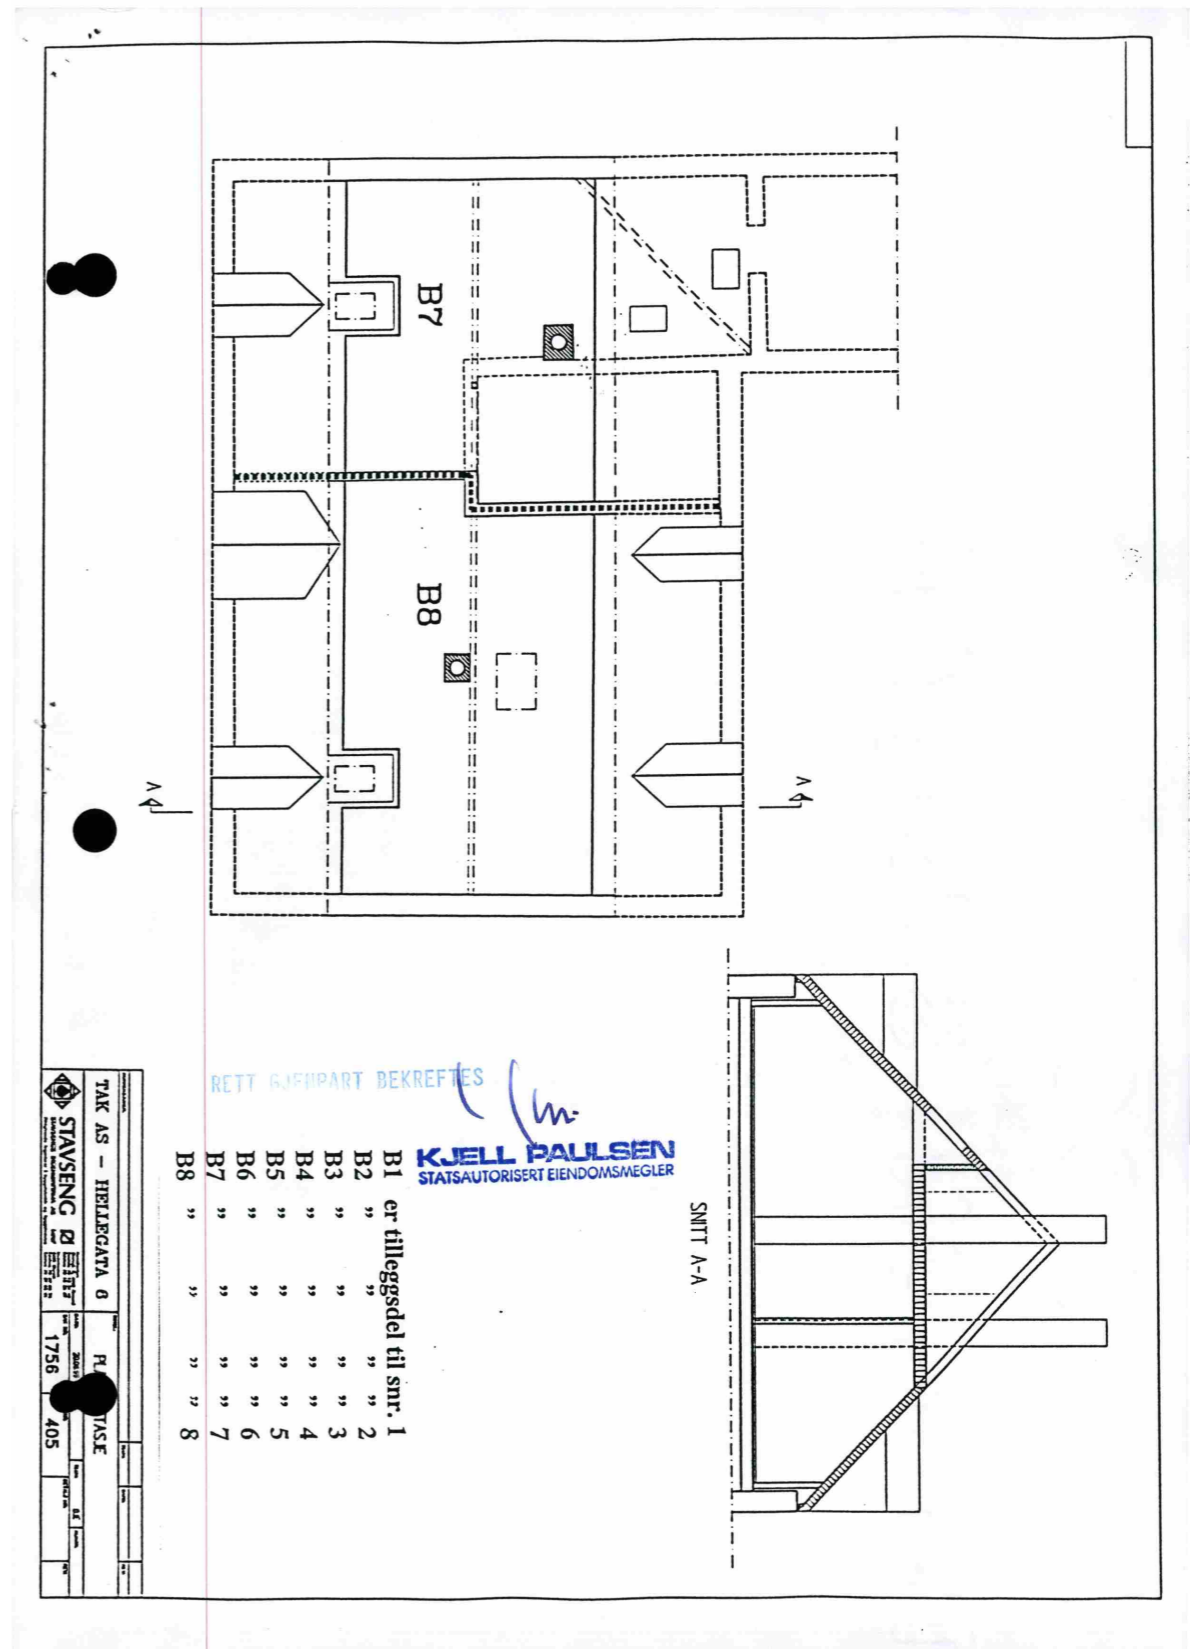 B7
B8
A
A
SNITT A-A
RETT GJENPART BEKREFTES
KJELL PAULSEN
STATSAUTORISERT EIENDOMSMEGLER
B1 er tilleggsdel til snr. 1
B2 " " " " 2
B3 " " " " 3
B4 " " " " 4
B5 " " " " 5
B6 " " " " 6
B7 " " " " 7
B8 " " " " 8
TAK AS - HELLEGATA 6
STAVSENG
1756
405